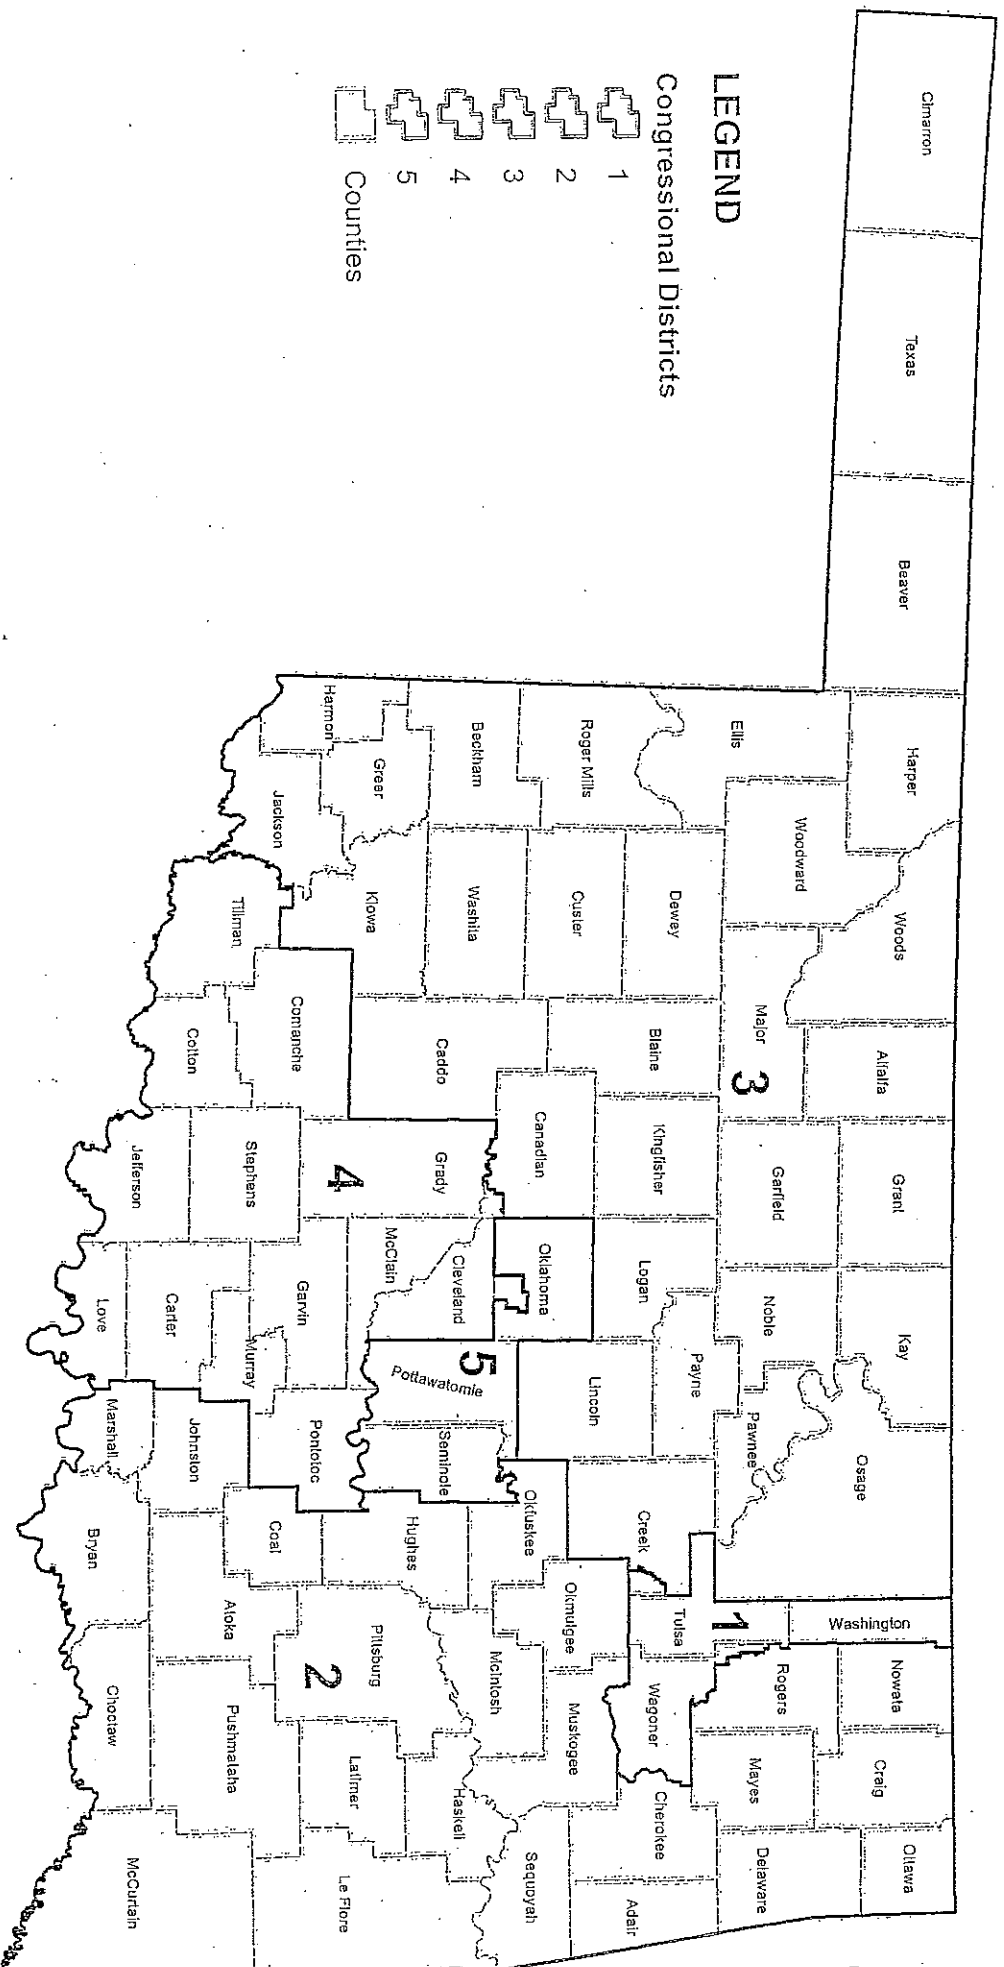 LEGEND
Congressional Districts
1
2
3
4
5
Counties
Cimarron
Texas
Beaver
Harper
Woods
Alfalfa
Grant
Kay
Osage
Washington
Nowata
Craig
Ottawa
Ellis
Woodward
Major
3
Garfield
Noble
Pawnee
1
Rogers
Mayes
Delaware
Roger Mills
Dewey
Blaine
Kingfisher
Logan
Payne
Creek
Tulsa
Wagoner
Cherokee
Adair
Beckham
Custer
Washita
Canadian
Oklahoma
Lincoln
Okfuskee
Okmulgee
Muskogee
McIntosh
Sequoyah
Harmon
Greer
Kiowa
Caddo
Grady
Cleveland
McClain
5
Pottawatomie
Seminole
Hughes
Pittsburg
Haskell
Latimer
Le Flore
Jackson
Tillman
Comanche
4
Stephens
Garvin
Murray
Pontotoc
Coal
2
Cotton
Jefferson
Carter
Love
Johnston
Marshall
Atoka
Bryan
Pushmataha
Choctaw
McCurtain